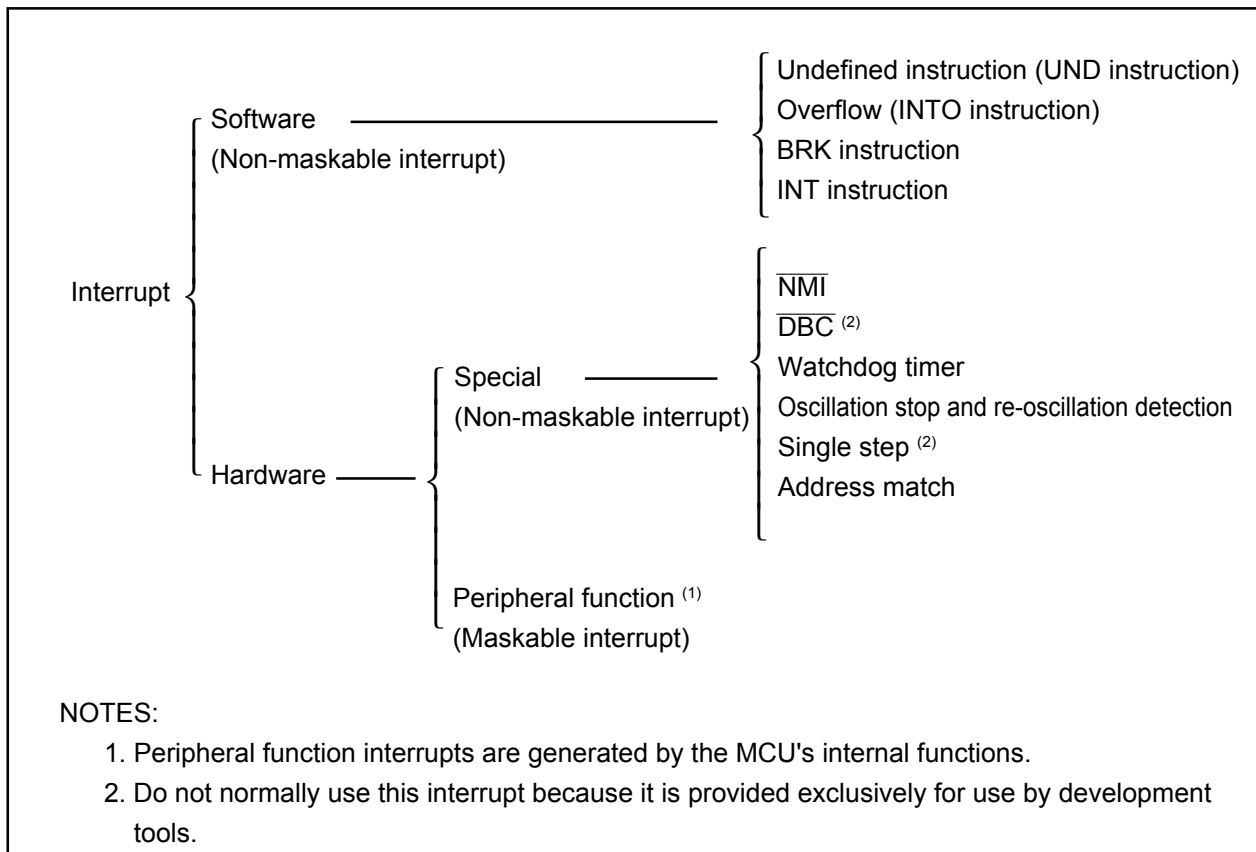 Undefined instruction (UND instruction)
Software
Overflow (INTO instruction)
(Non-maskable interrupt)
BRK instruction
INT instruction
Interrupt
N̅M̅I̅
D̅B̅C̅ (2)
Watchdog timer
Special
(Non-maskable interrupt)
Oscillation stop and re-oscillation detection
Single step (2)
Hardware
Address match
Peripheral function (1)
(Maskable interrupt)
NOTES:
1. Peripheral function interrupts are generated by the MCU's internal functions.
2. Do not normally use this interrupt because it is provided exclusively for use by development
tools.